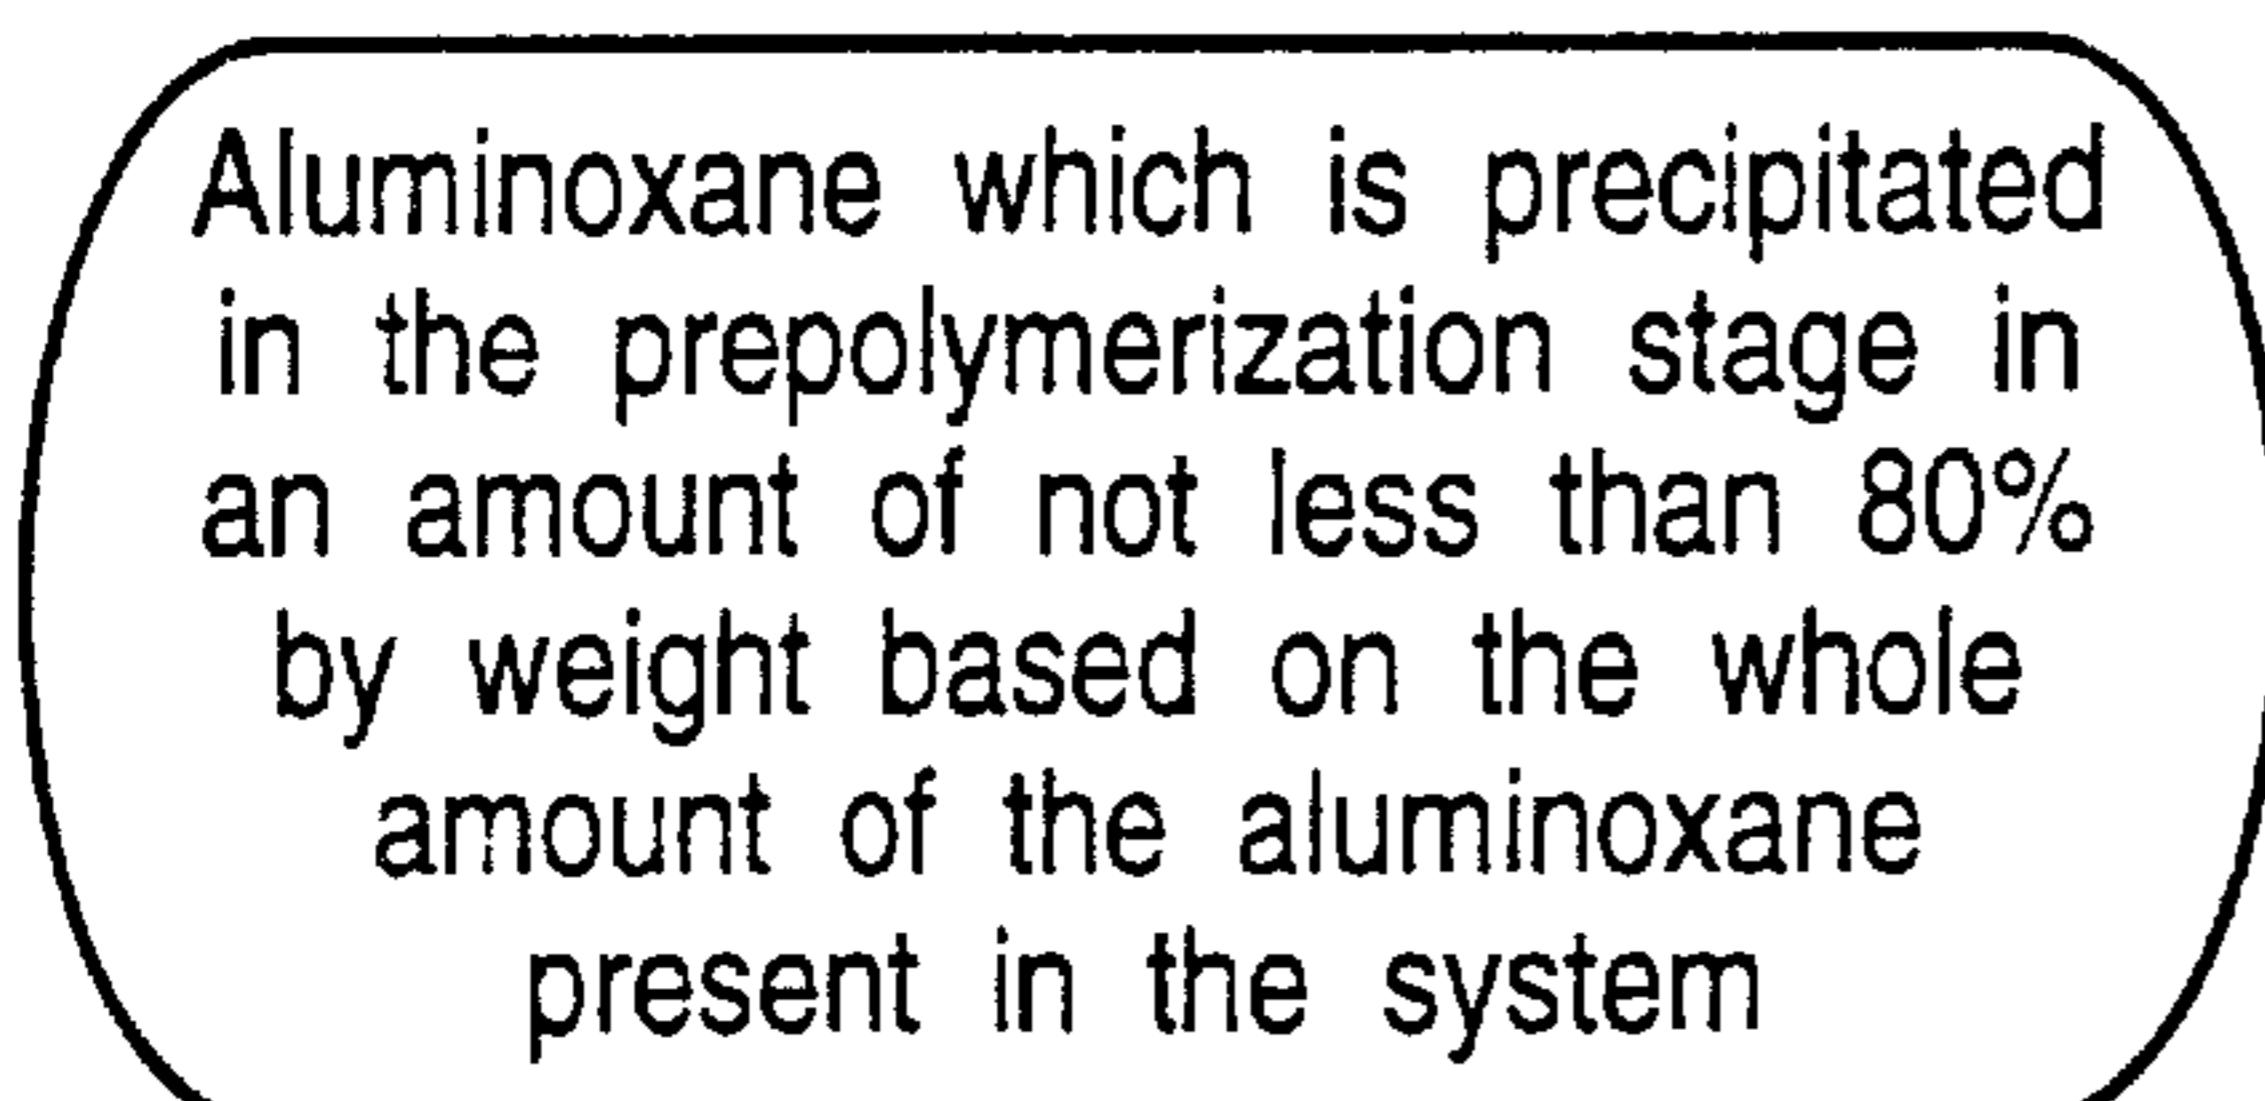 Aluminoxane which is precipitated
in the prepolymerization stage in
an amount of not less than 80%
by weight based on the whole
amount of the aluminoxane
present in the system